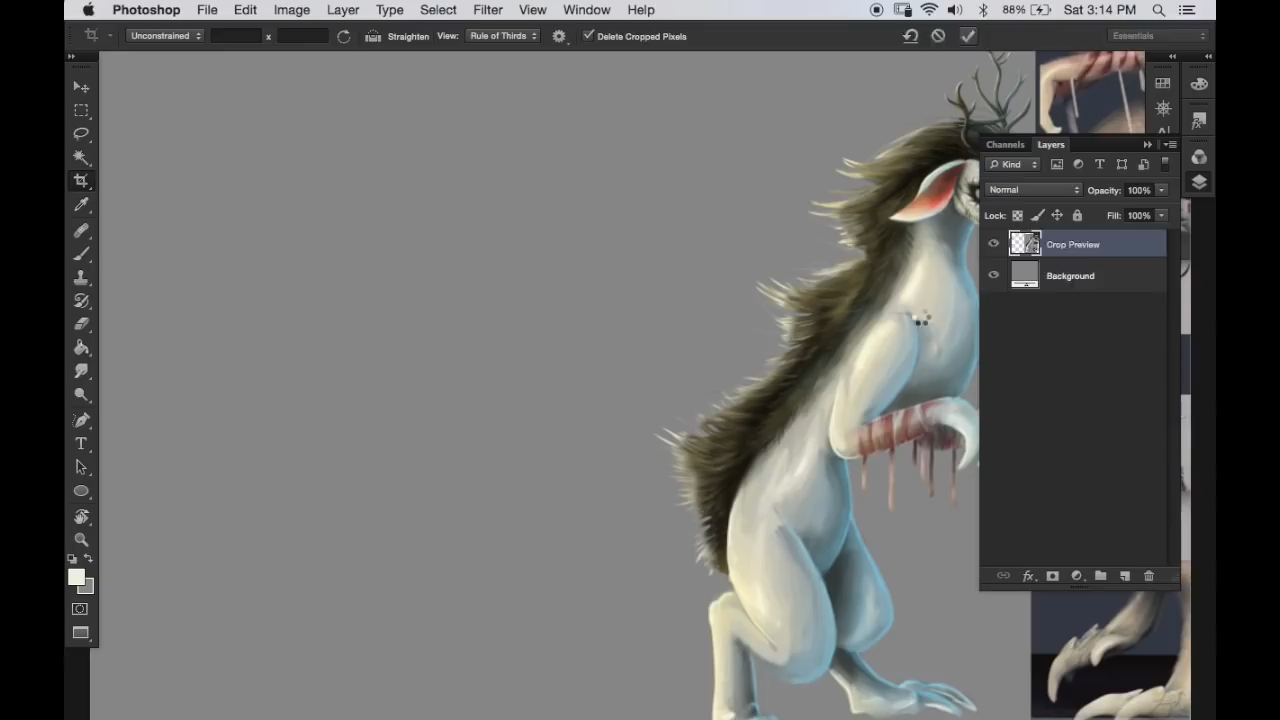 Photoshop File Edit Image Layer Type Select Filter View Window Help 88% Sat 3:14 PM
Unconstrained x Straighten View: Rule of Thirds Delete Cropped Pixels Essentials
Channels Layers
Kind
Normal Opacity: 100%
Lock: Fill: 100%
Crop Preview
Background